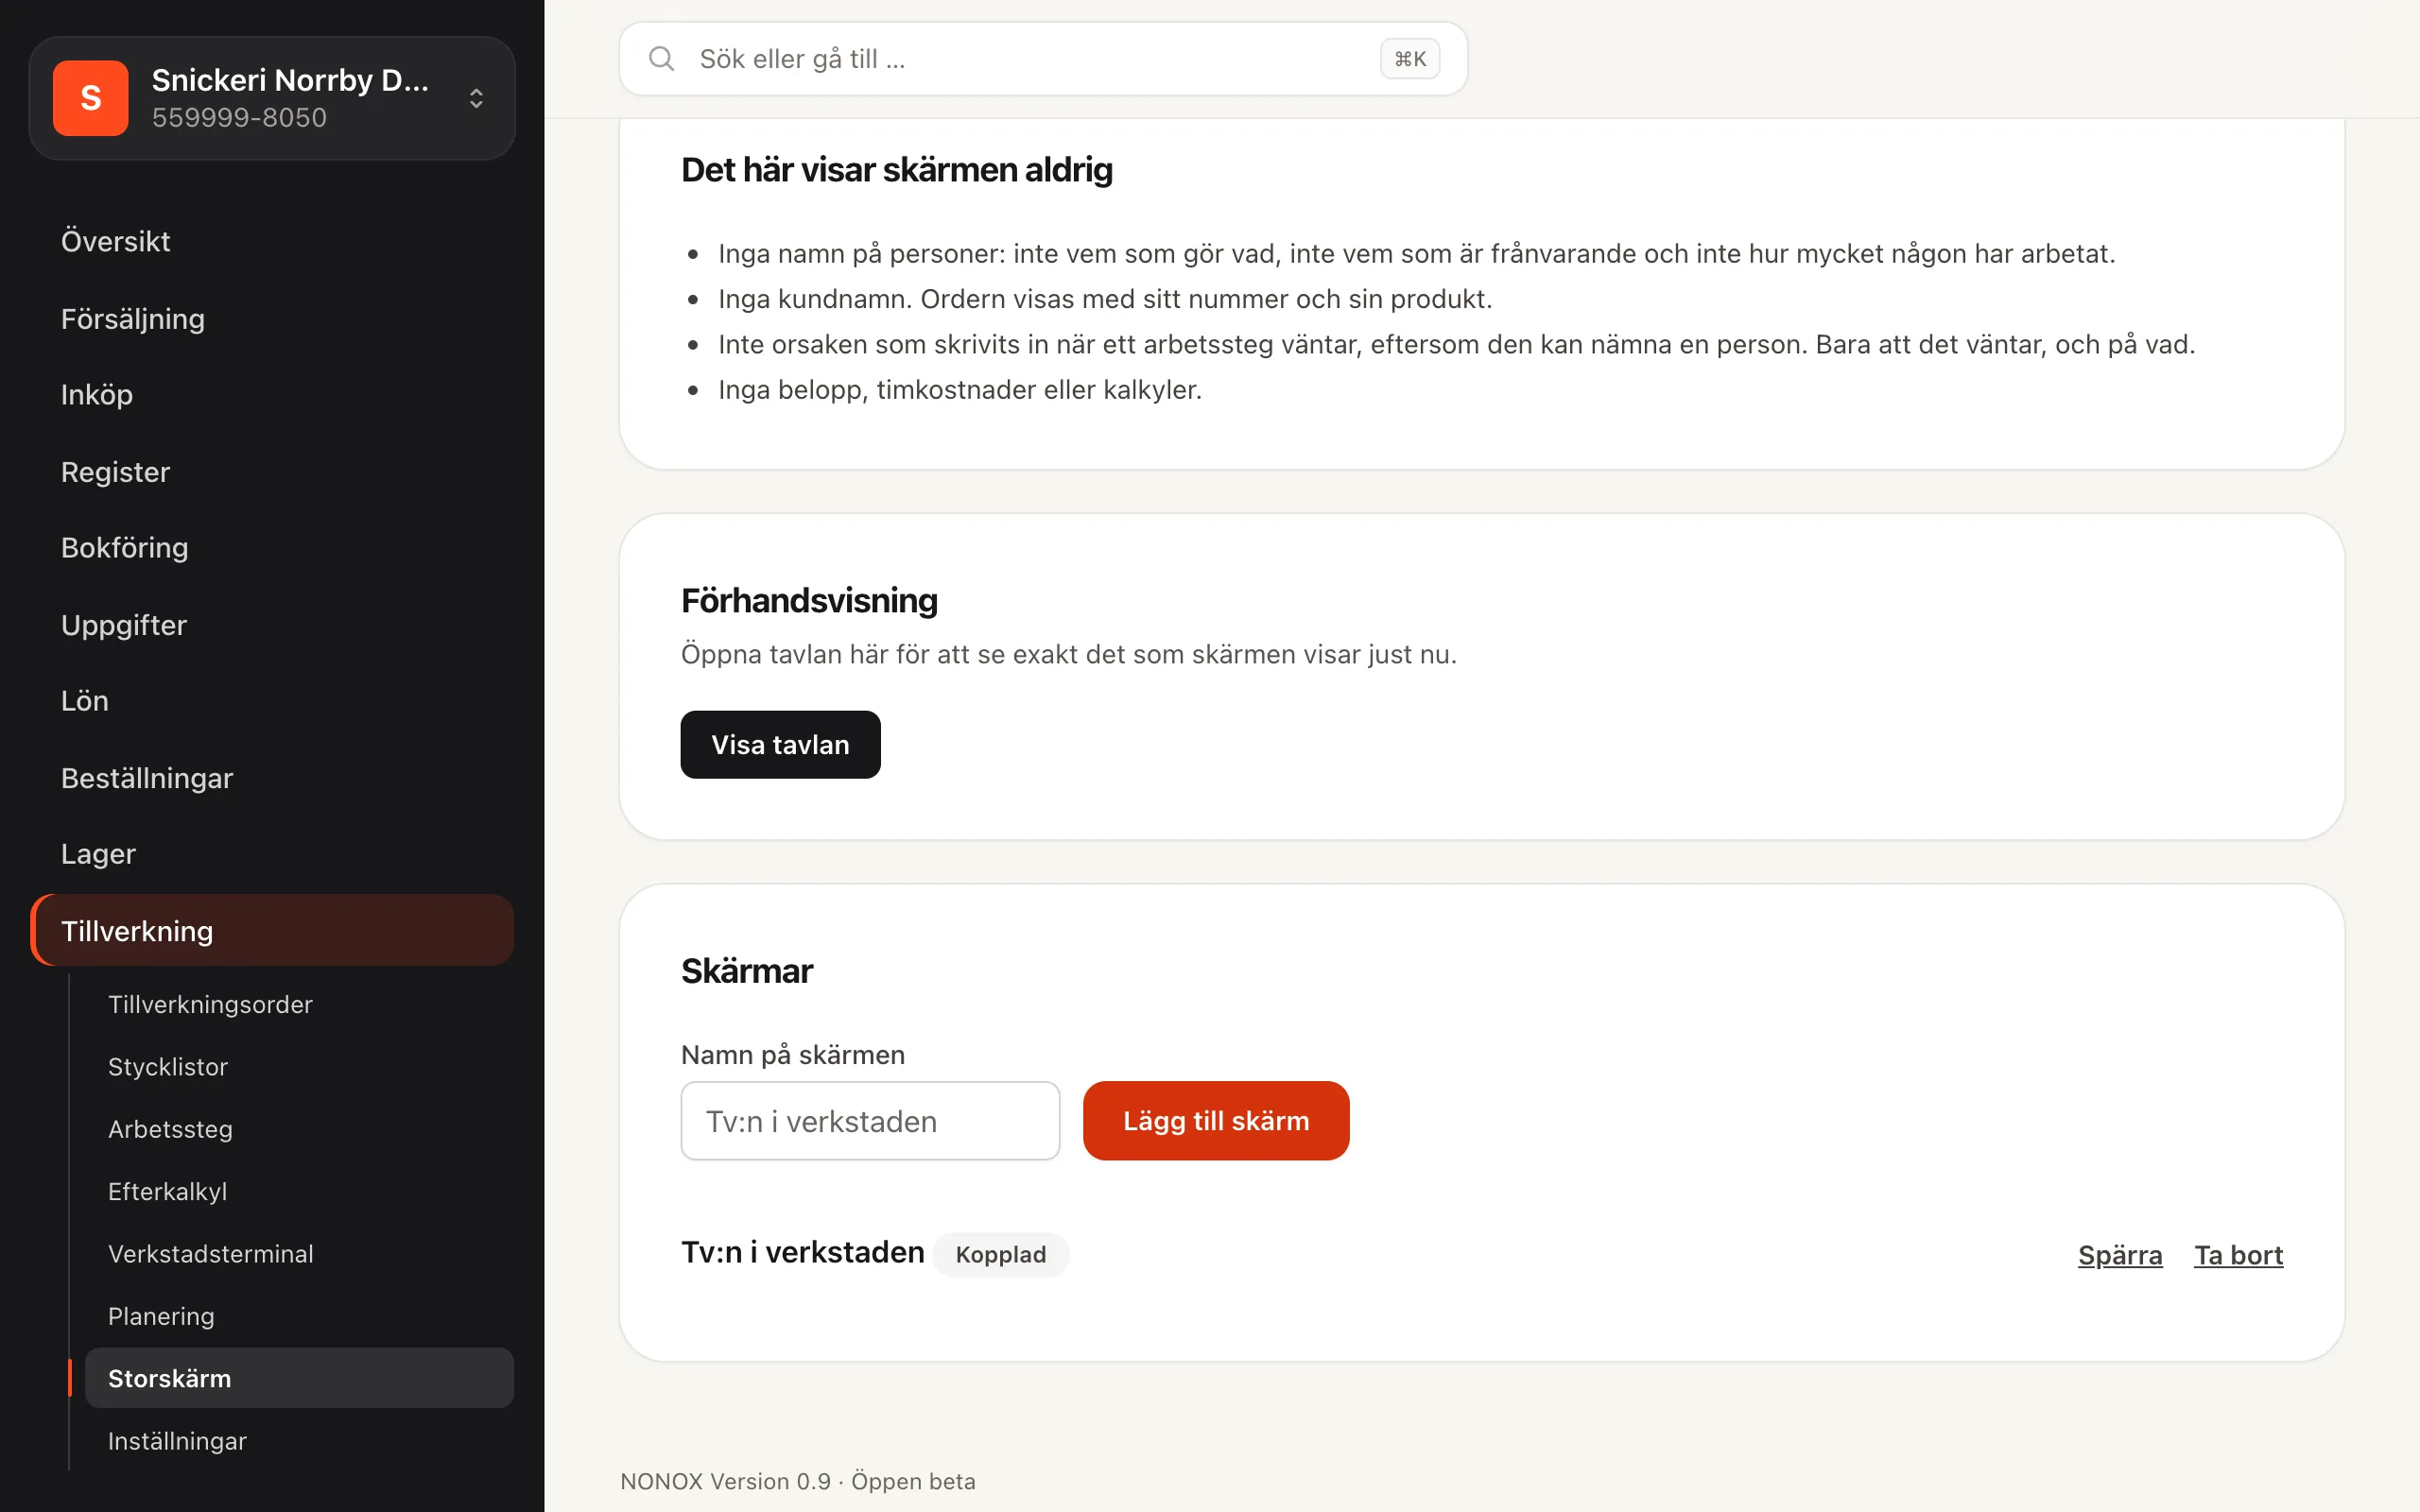 S
Snickeri Norrby D...
559999-8050
Översikt
Försäljning
Inköp
Register
Bokföring
Uppgifter
Lön
Beställningar
Lager
Tillverkning
Tillverkningsorder
Stycklistor
Arbetssteg
Efterkalkyl
Verkstadsterminal
Planering
Storskärm
Inställningar
Sök eller gå till ...
⌘K
Det här visar skärmen aldrig
Inga namn på personer: inte vem som gör vad, inte vem som är frånvarande och inte hur mycket någon har arbetat.
Inga kundnamn. Ordern visas med sitt nummer och sin produkt.
Inte orsaken som skrivits in när ett arbetssteg väntar, eftersom den kan nämna en person. Bara att det väntar, och på vad.
Inga belopp, timkostnader eller kalkyler.
Förhandsvisning
Öppna tavlan här för att se exakt det som skärmen visar just nu.
Visa tavlan
Skärmar
Namn på skärmen
Tv:n i verkstaden
Lägg till skärm
Tv:n i verkstaden Kopplad
Spärra Ta bort
NONOX Version 0.9 · Öppen beta